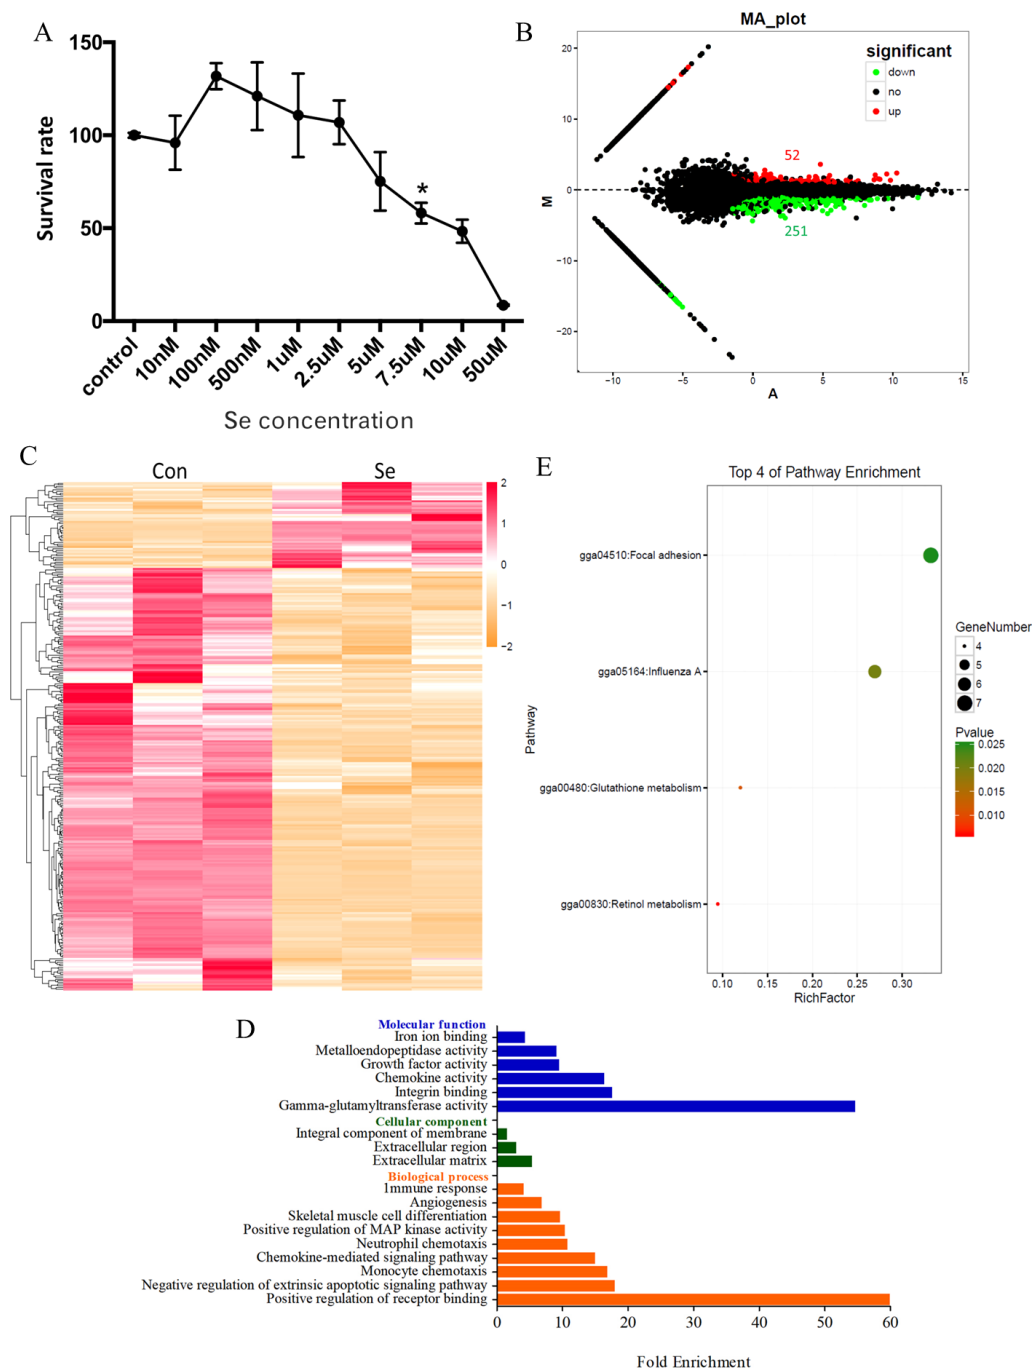 A
150
100
50
0
Survival rate
*
control
10nM
100nM
500nM
1uM
2.5uM
5uM
7.5uM
10uM
50uM
Se concentration
B
MA_plot
20
10
0
−10
−20
M
significant
down
no
up
52
251
−10
−5
0
5
10
15
A
C
Con
Se
2
1
0
−1
−2
E
Top 4 of Pathway Enrichment
gga04510:Focal adhesion
gga05164:Influenza A
gga00480:Glutathione metabolism
gga00830:Retinol metabolism
Pathway
0.10
0.15
0.20
0.25
0.30
RichFactor
GeneNumber
4
5
6
7
Pvalue
0.025
0.020
0.015
0.010
D
Molecular function
Iron ion binding
Metalloendopeptidase activity
Growth factor activity
Chemokine activity
Integrin binding
Gamma-glutamyltransferase activity
Cellular component
Integral component of membrane
Extracellular region
Extracellular matrix
Biological process
1mmune response
Angiogenesis
Skeletal muscle cell differentiation
Positive regulation of MAP kinase activity
Neutrophil chemotaxis
Chemokine-mediated signaling pathway
Monocyte chemotaxis
Negative regulation of extrinsic apoptotic signaling pathway
Positive regulation of receptor binding
0
10
20
30
40
50
60
Fold Enrichment